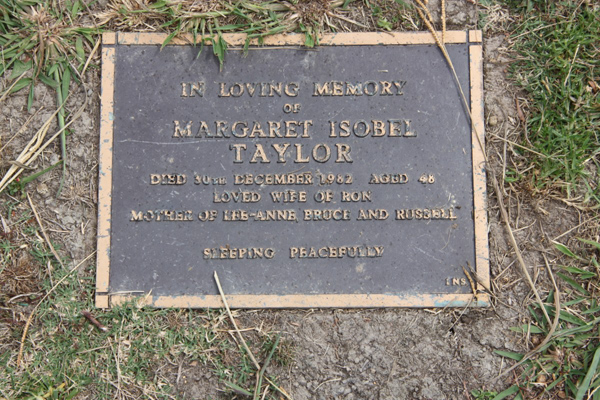 IN LOVING MEMORY
OF
MARGARET ISOBEL
TAYLOR
DIED 30TH DECEMBER 1982 AGED 48
LOVED WIFE OF RON
MOTHER OF LEE-ANNE, BRUCE AND RUSSELL
SLEEPING PEACEFULLY